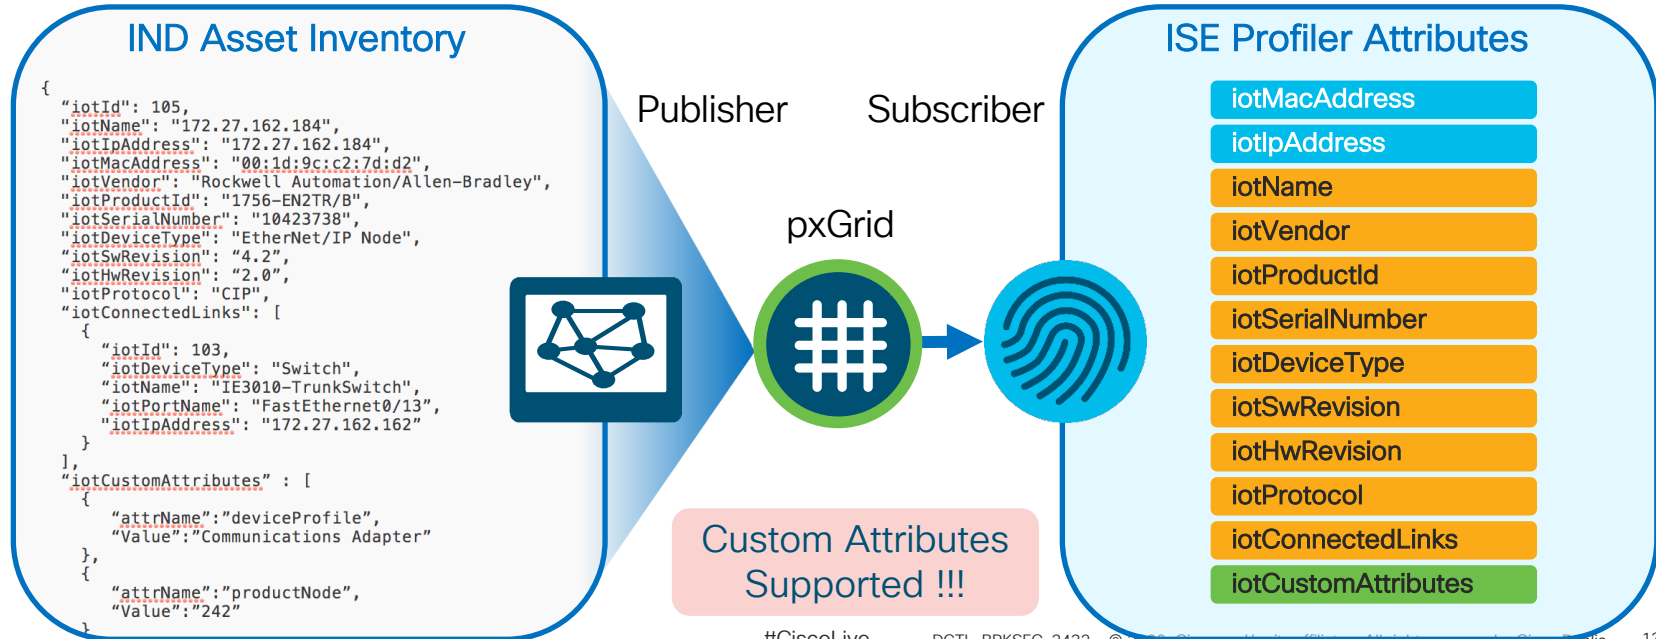 IND Asset Inventory
{
“iotId": 105,
"iotName": "172.27.162.184",
"iotIpAddress": "172.27.162.184",
"iotMacAddress": "00:1d:9c:c2:7d:d2",
"iotVendor": "Rockwell Automation/Allen-Bradley",
"iotProductId": "1756-EN2TR/B",
"iotSerialNumber": "10423738",
"iotDeviceType": "EtherNet/IP Node",
"iotSwRevision": “4.2”,
"iotHwRevision": “2.0”,
"iotProtocol": "CIP",
"iotConnectedLinks": [
{
“iotId": 103,
“iotDeviceType": "Switch",
“iotName": "IE3010-TrunkSwitch",
“iotPortName": "FastEthernet0/13”,
"iotIpAddress": "172.27.162.162”
}
],
“iotCustomAttributes” : [
{
“attrName”:”deviceProfile”,
“Value”:”Communications Adapter”
},
{
“attrName”:”productNode”,
“Value”:”242”
}
Publisher
Subscriber
pxGrid
Custom Attributes
Supported !!!
ISE Profiler Attributes
iotMacAddress
iotIpAddress
iotName
iotVendor
iotProductId
iotSerialNumber
iotDeviceType
iotSwRevision
iotHwRevision
iotProtocol
iotConnectedLinks
iotCustomAttributes
#CiscoLive